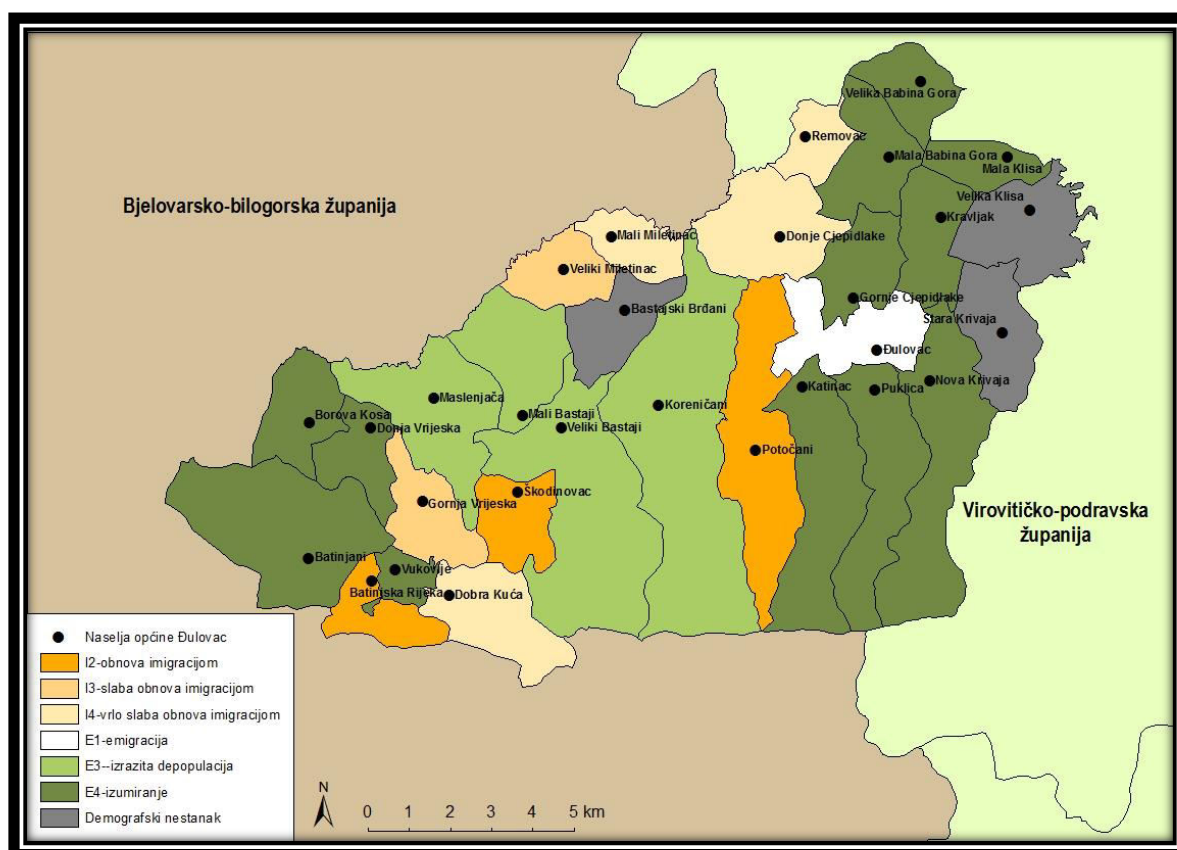 Velika Babina Gora
Removac
Mala Babina Gora
Mala Klisa
Bjelovarsko-bilogorska županija
Velika Klisa
Kravljak
Mali Miletinac
Donje Cjepidlake
Veliki Miletinac
Gornje Cjepidlake
Bastajski Brđani
Stara Krivaja
Đulovac
Katinac
Puklica
Nova Krivaja
Maslenjača
Koreničani
Borova Kosa
Mali Bastaji
Donja Vrijeska
Veliki Bastaji
Potočani
Škodinovac
Gornja Vrijeska
Virovitičko-podravska
županija
Batinjani
Vukovije
Batinjska Rijeka
Dobra Kuća
Naselja općine Đulovac
I2-obnova imigracijom
I3-slaba obnova imigracijom
I4-vrlo slaba obnova imigracijom
E1-emigracija
E3--izrazita depopulacija
E4-izumiranje
Demografski nestanak
N
0 1 2 3 4 5 km